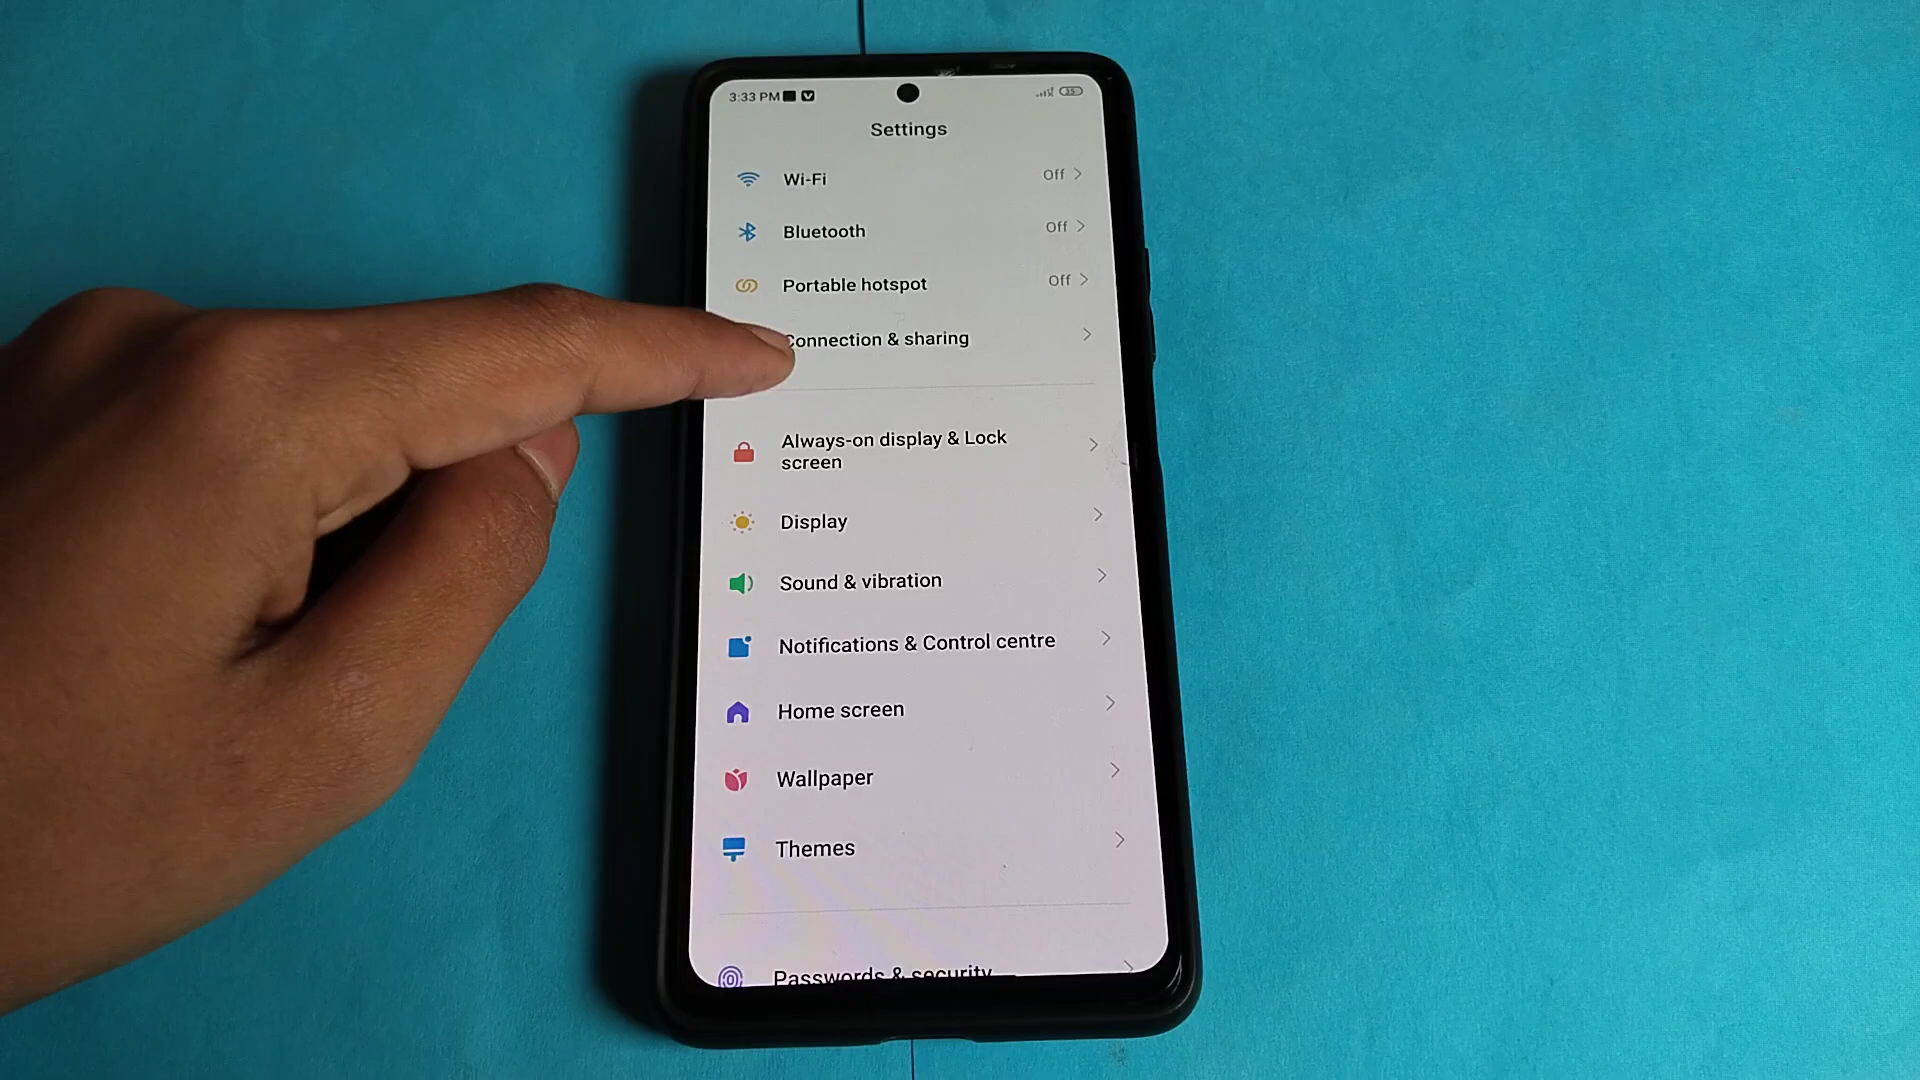 3:33 PM
35
Settings
Wi-Fi Off
Bluetooth Off
Portable hotspot Off
Connection & sharing
Always-on display & Lock
screen
Display
Sound & vibration
Notifications & Control centre
Home screen
Wallpaper
Themes
Passwords & security